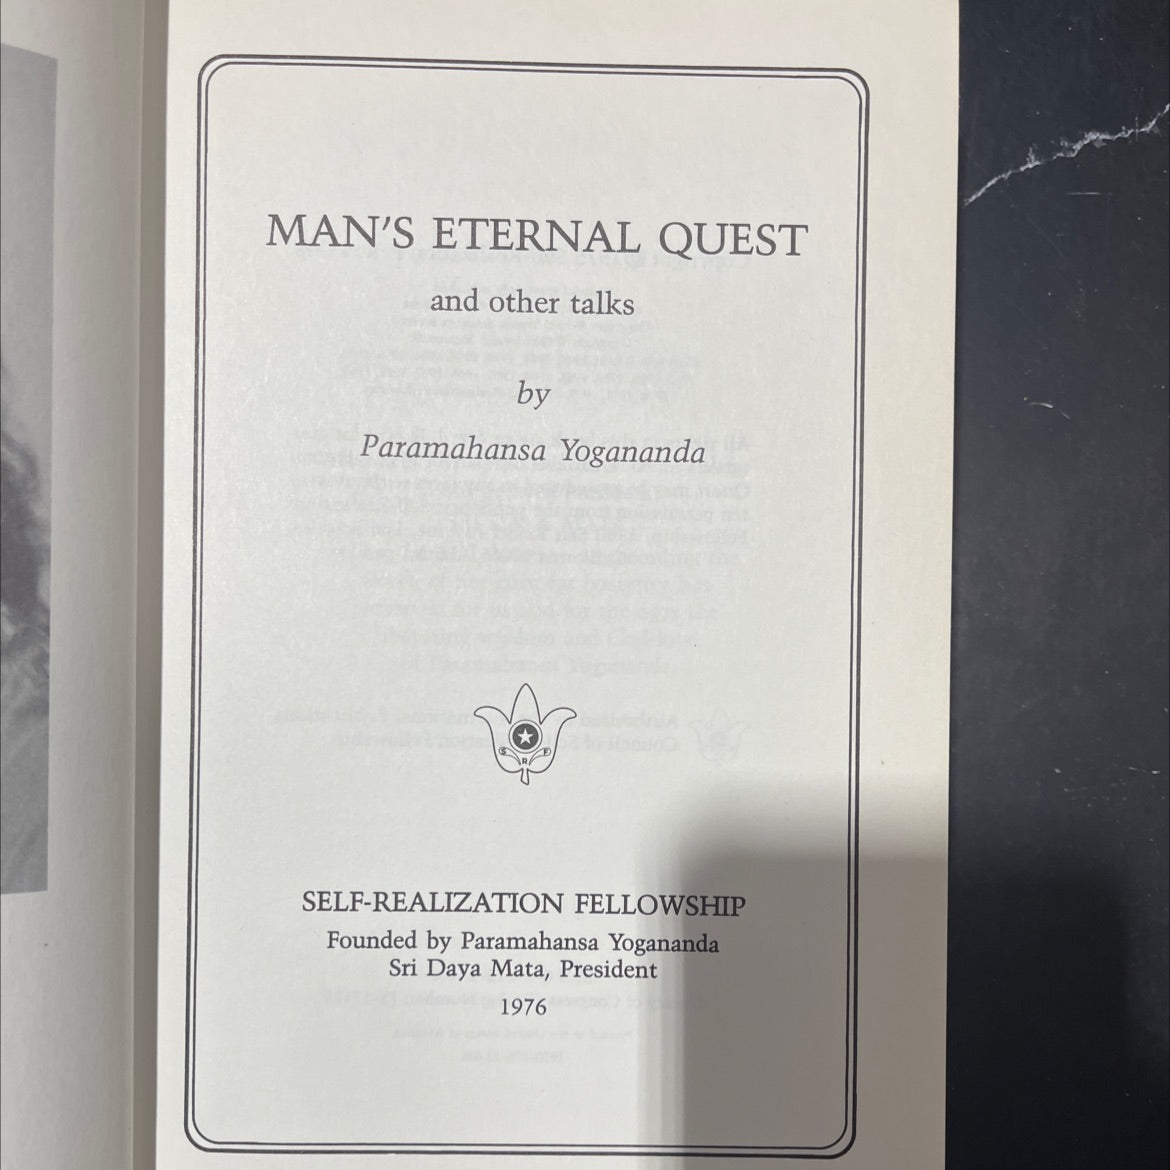 MAN'S ETERNAL QUEST
and other talks
by
Paramahansa Yogananda
S R F
SELF-REALIZATION FELLOWSHIP
Founded by Paramahansa Yogananda
Sri Daya Mata, President
1976